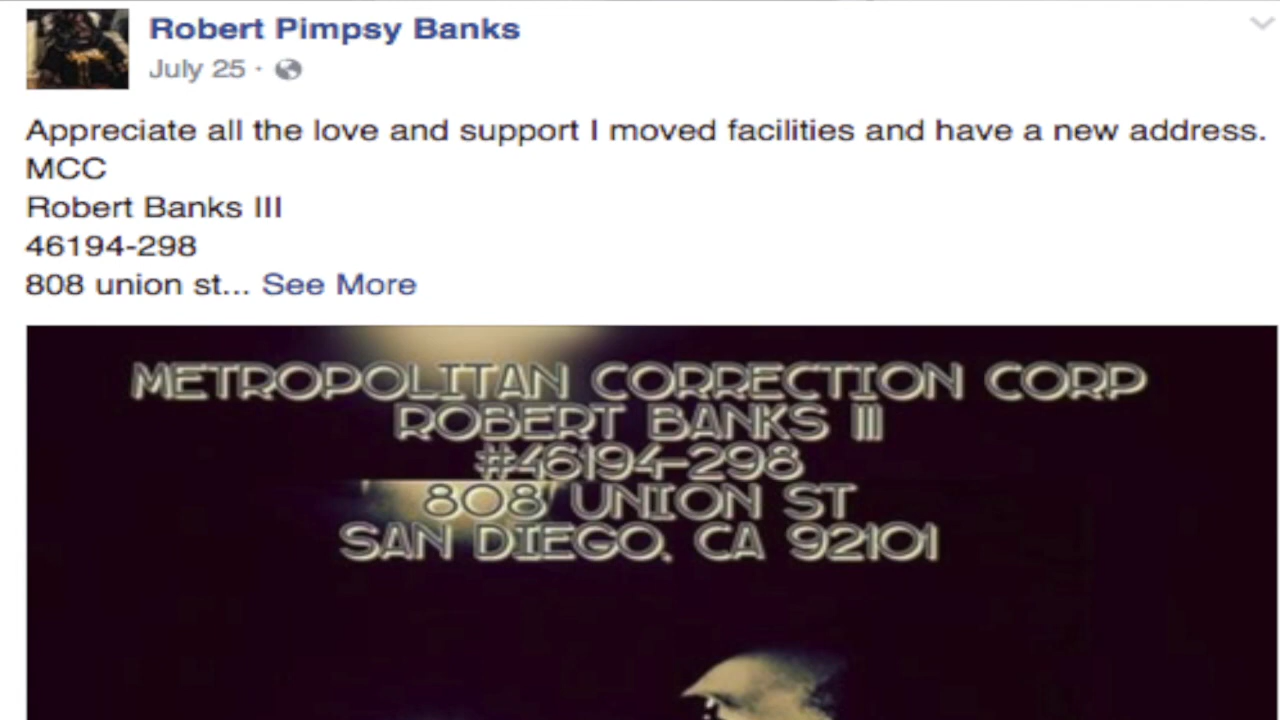 Robert Pimpsy Banks
July 25 ·
Appreciate all the love and support I moved facilities and have a new address.
MCC
Robert Banks III
46194-298
808 union st... See More
METROPOLITAN CORRECTION CORP
ROBERT BANKS III
#46194-298
808 UNION ST
SAN DIEGO, CA 92101